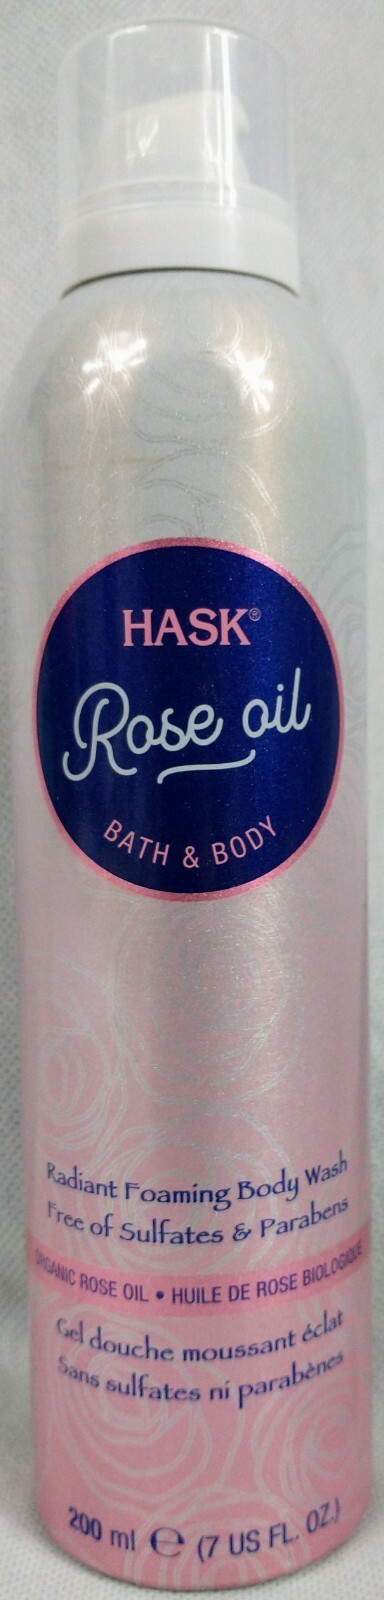 HASK®
Rose oil
BATH & BODY
Radiant Foaming Body Wash
Free of Sulfates & Parabens
ORGANIC ROSE OIL • HUILE DE ROSE BIOLOGIQUE
Gel douche moussant éclat
Sans sulfates ni parabènes
200 ml ℮ (7 US FL. OZ.)